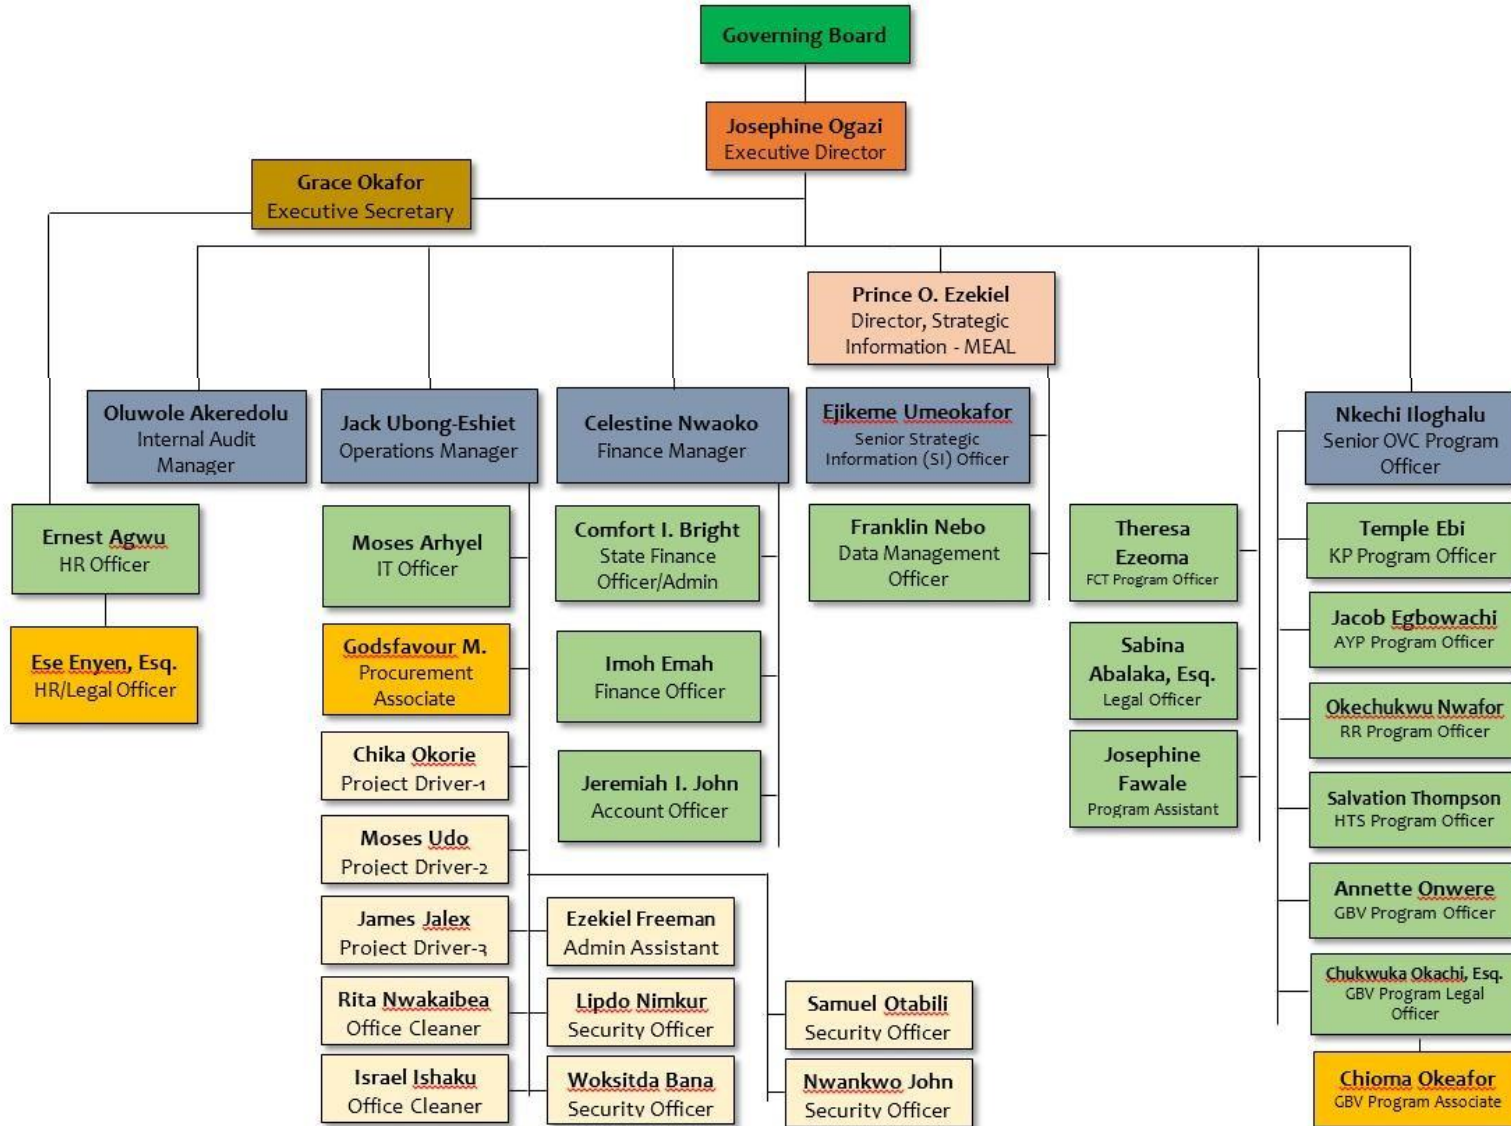 Governing Board
Josephine Ogazi
Executive Director
Grace Okafor
Executive Secretary
Prince O. Ezekiel
Director, Strategic
Information - MEAL
Oluwole Akeredolu
Internal Audit
Manager
Jack Ubong-Eshiet
Operations Manager
Celestine Nwaoko
Finance Manager
Ejikeme Umeokafor
Senior Strategic
Information (SI) Officer
Nkechi Iloghalu
Senior OVC Program
Officer
Ernest Agwu
HR Officer
Moses Arhyel
IT Officer
Comfort I. Bright
State Finance
Officer/Admin
Franklin Nebo
Data Management
Officer
Theresa
Ezeoma
FCT Program Officer
Temple Ebi
KP Program Officer
Ese Enyen, Esq.
HR/Legal Officer
Godsfavour M.
Procurement
Associate
Imoh Emah
Finance Officer
Sabina
Abalaka, Esq.
Legal Officer
Jacob Egbowachi
AYP Program Officer
Okechukwu Nwafor
RR Program Officer
Chika Okorie
Project Driver-1
Jeremiah I. John
Account Officer
Josephine
Fawale
Program Assistant
Salvation Thompson
HTS Program Officer
Moses Udo
Project Driver-2
Annette Onwere
GBV Program Officer
James Jalex
Project Driver-3
Ezekiel Freeman
Admin Assistant
Chukwuka Okachi, Esq.
GBV Program Legal
Officer
Rita Nwakaibea
Office Cleaner
Lipdo Nimkur
Security Officer
Samuel Otabili
Security Officer
Israel Ishaku
Office Cleaner
Woksitda Bana
Security Officer
Nwankwo John
Security Officer
Chioma Okeafor
GBV Program Associate